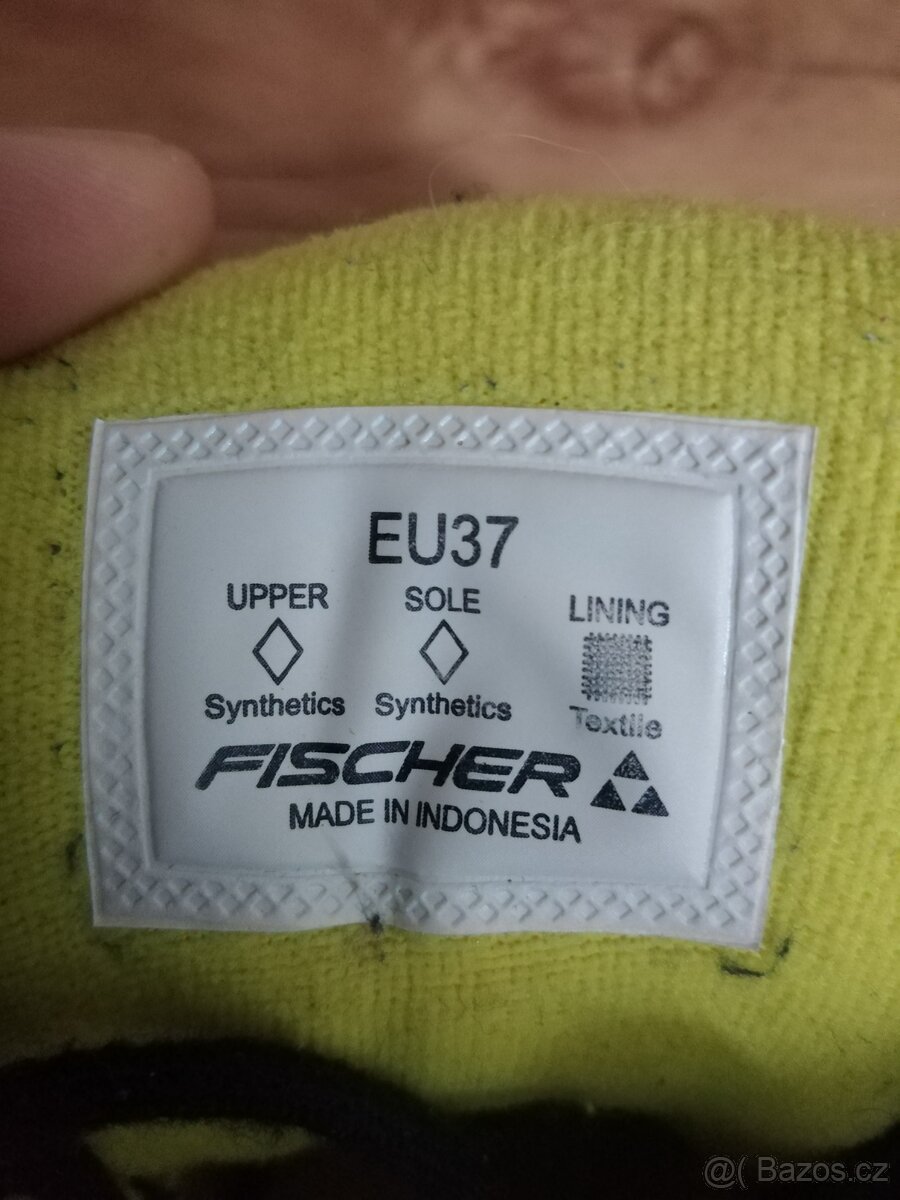 EU37
UPPER SOLE LINING
Synthetics Synthetics Textile
FISCHER
MADE IN INDONESIA
@( Bazos.cz